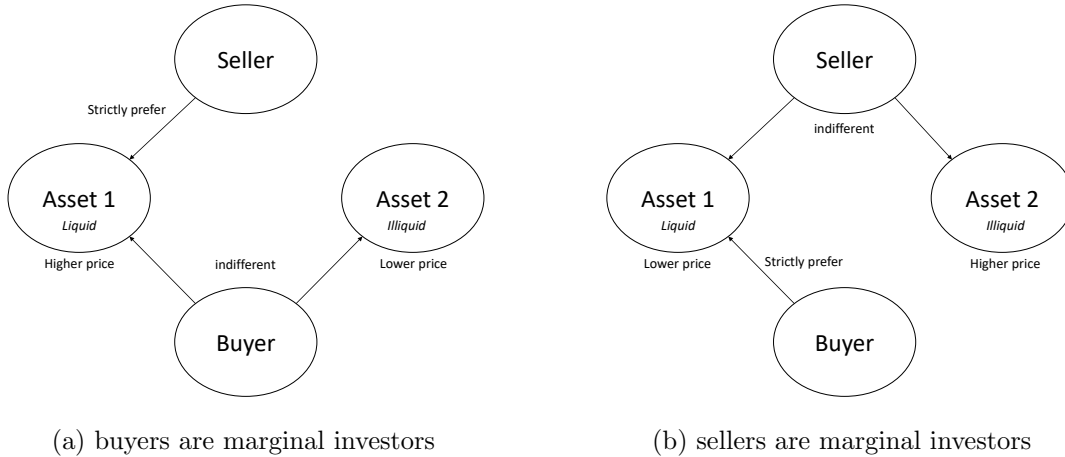 Seller
Strictly prefer
Asset 1
Liquid
Higher price
Asset 2
Illiquid
Lower price
indifferent
Buyer
(a) buyers are marginal investors
Seller
indifferent
Asset 1
Liquid
Lower price
Asset 2
Illiquid
Higher price
Strictly prefer
Buyer
(b) sellers are marginal investors